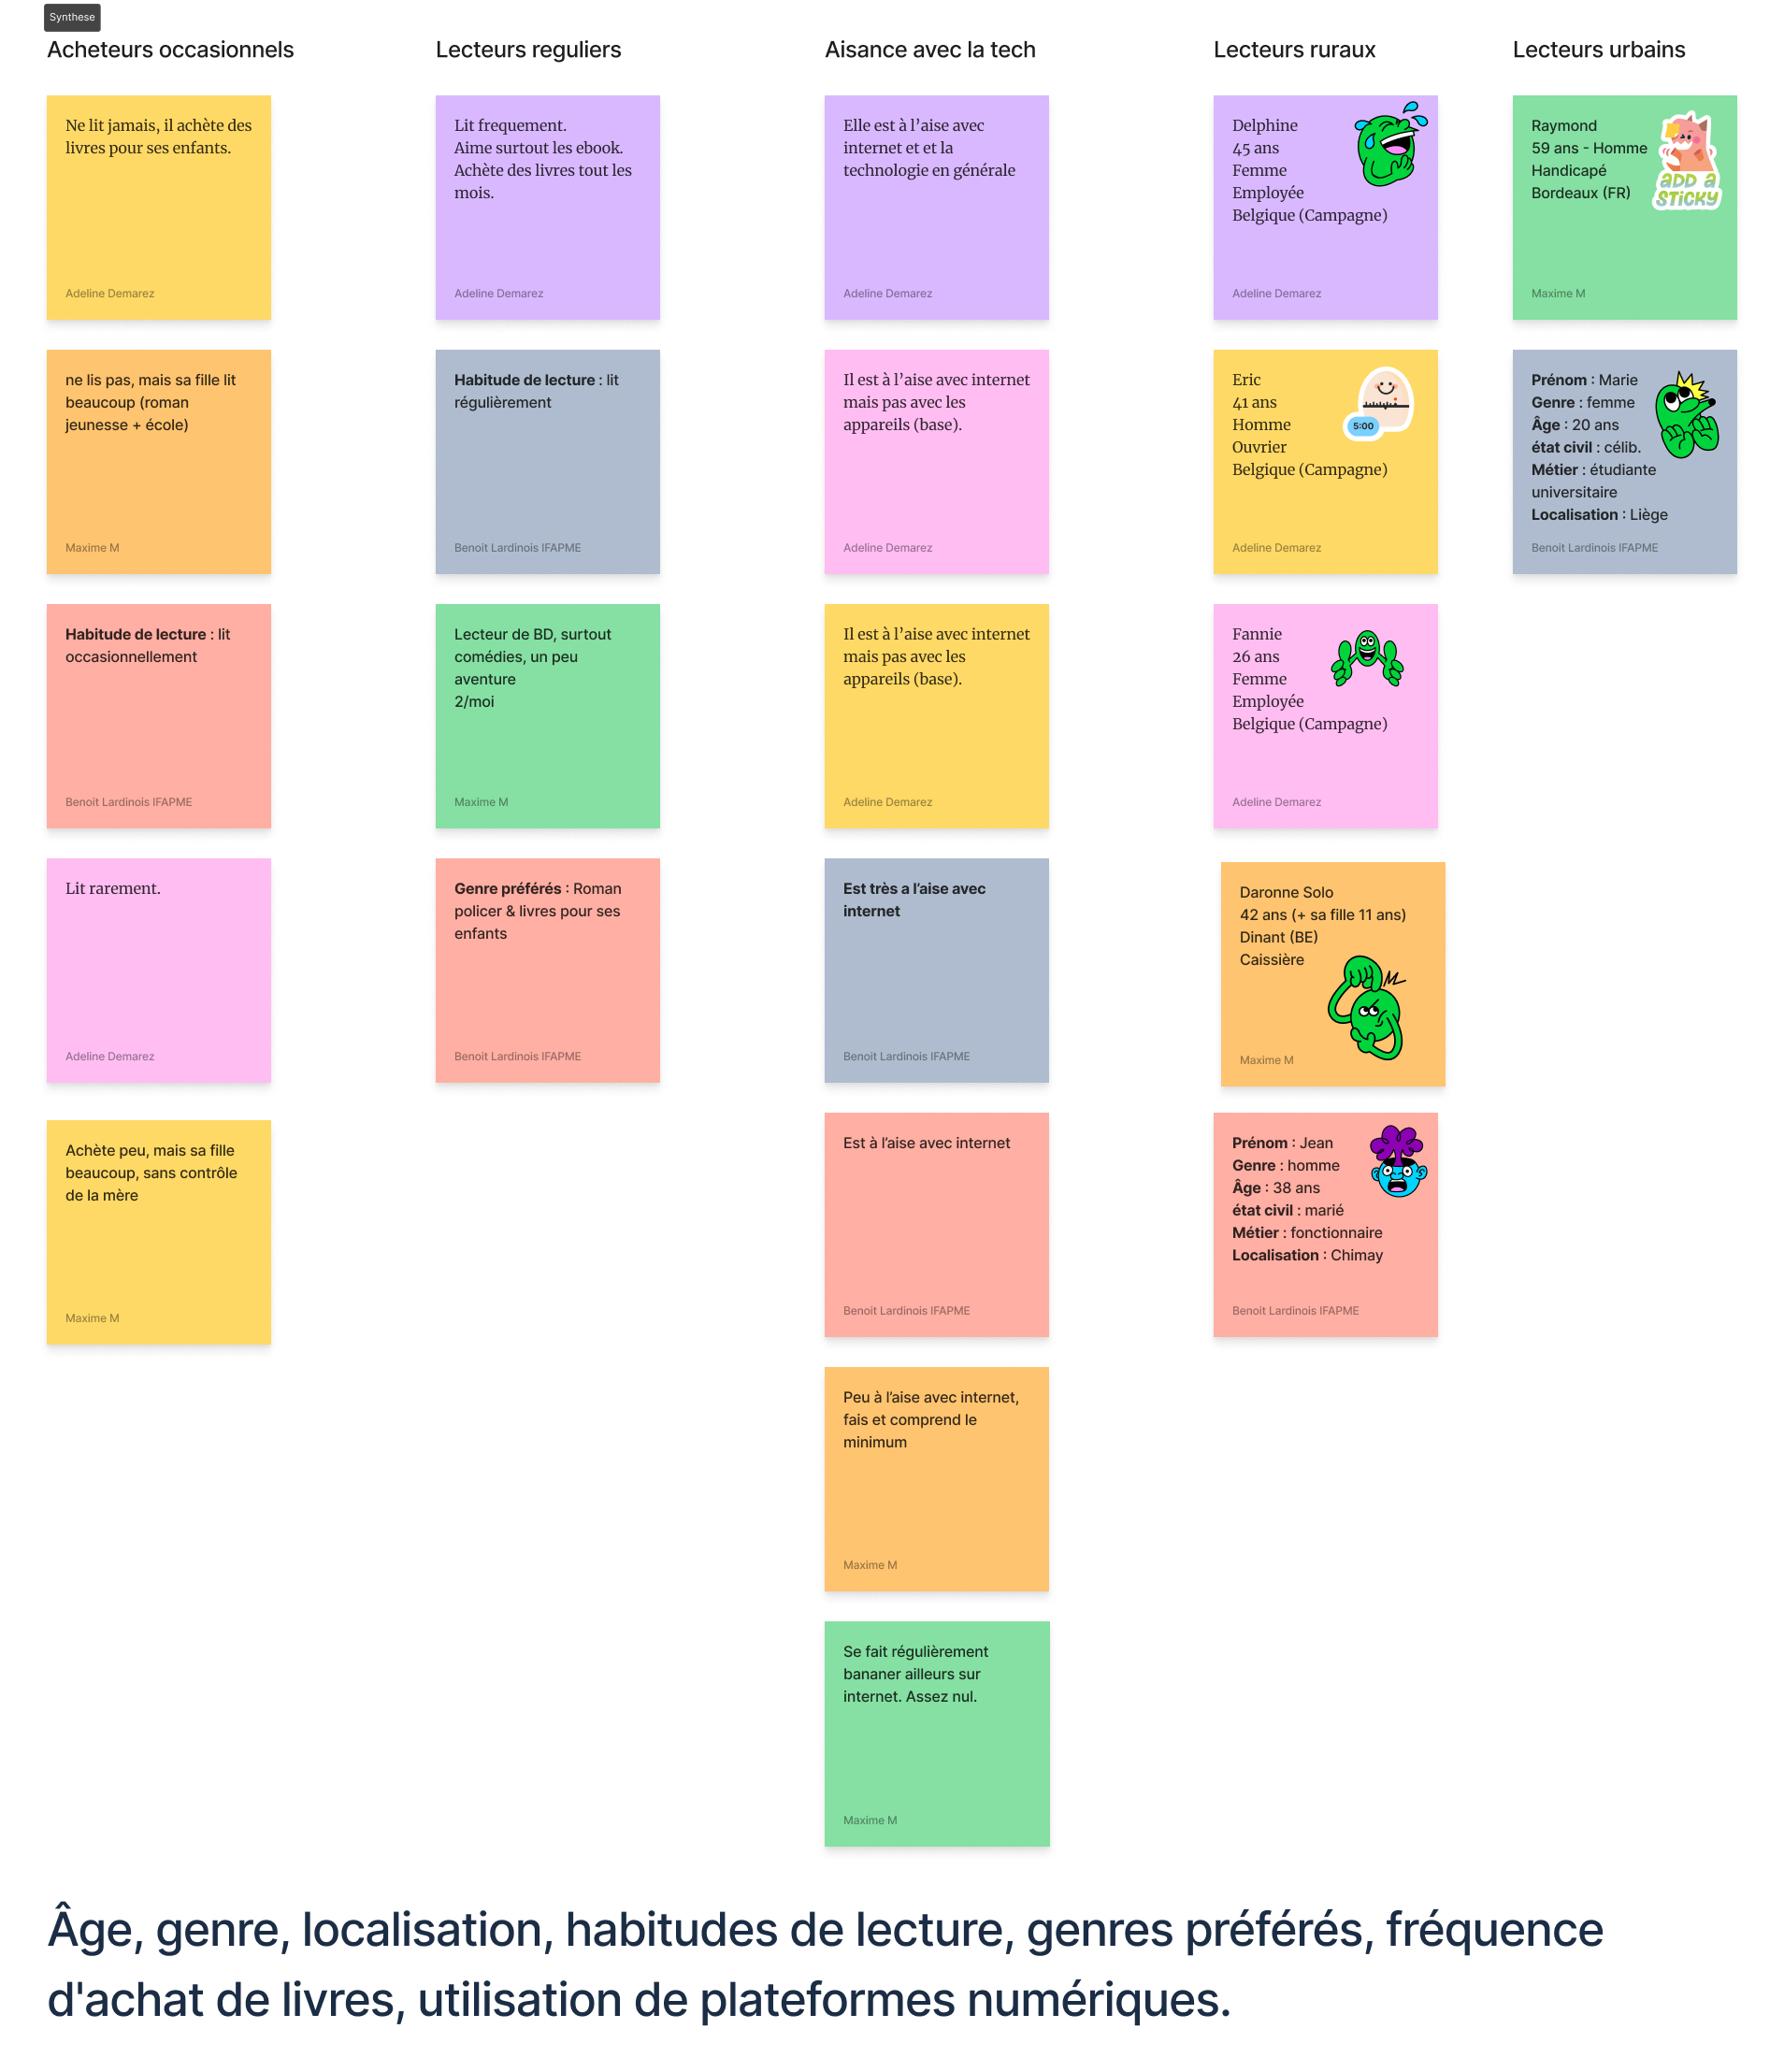 Synthese
Acheteurs occasionnels
Ne lit jamais, il achète des
livres pour ses enfants.
Adeline Demarez
ne lis pas, mais sa fille lit
beaucoup (roman
jeunesse + école)
Maxime M
Habitude de lecture : lit
occasionnellement
Benoit Lardinois IFAPME
Lit rarement.
Adeline Demarez
Achète peu, mais sa fille
beaucoup, sans contrôle
de la mère
Maxime M
Lecteurs reguliers
Lit frequement.
Aime surtout les ebook.
Achète des livres tout les
mois.
Adeline Demarez
Habitude de lecture : lit
régulièrement
Benoit Lardinois IFAPME
Lecteur de BD, surtout
comédies, un peu
aventure
2/moi
Maxime M
Genre préférés : Roman
policer & livres pour ses
enfants
Benoit Lardinois IFAPME
Aisance avec la tech
Elle est à l’aise avec
internet et et la
technologie en générale
Adeline Demarez
Il est à l’aise avec internet
mais pas avec les
appareils (base).
Adeline Demarez
Il est à l’aise avec internet
mais pas avec les
appareils (base).
Adeline Demarez
Est très a l’aise avec
internet
Benoit Lardinois IFAPME
Est à l’aise avec internet
Benoit Lardinois IFAPME
Peu à l’aise avec internet,
fais et comprend le
minimum
Maxime M
Se fait régulièrement
bananer ailleurs sur
internet. Assez nul.
Maxime M
Lecteurs ruraux
Delphine
45 ans
Femme
Employée
Belgique (Campagne)
Adeline Demarez
Eric
41 ans
Homme
Ouvrier
Belgique (Campagne)
5:00
Adeline Demarez
Fannie
26 ans
Femme
Employée
Belgique (Campagne)
Adeline Demarez
Daronne Solo
42 ans (+ sa fille 11 ans)
Dinant (BE)
Caissière
Maxime M
Prénom : Jean
Genre : homme
Âge : 38 ans
état civil : marié
Métier : fonctionnaire
Localisation : Chimay
Benoit Lardinois IFAPME
Lecteurs urbains
Raymond
59 ans - Homme
Handicapé
Bordeaux (FR)
ADD A
STICKY
Maxime M
Prénom : Marie
Genre : femme
Âge : 20 ans
état civil : célib.
Métier : étudiante
universitaire
Localisation : Liège
Benoit Lardinois IFAPME
Âge, genre, localisation, habitudes de lecture, genres préférés, fréquence
d'achat de livres, utilisation de plateformes numériques.